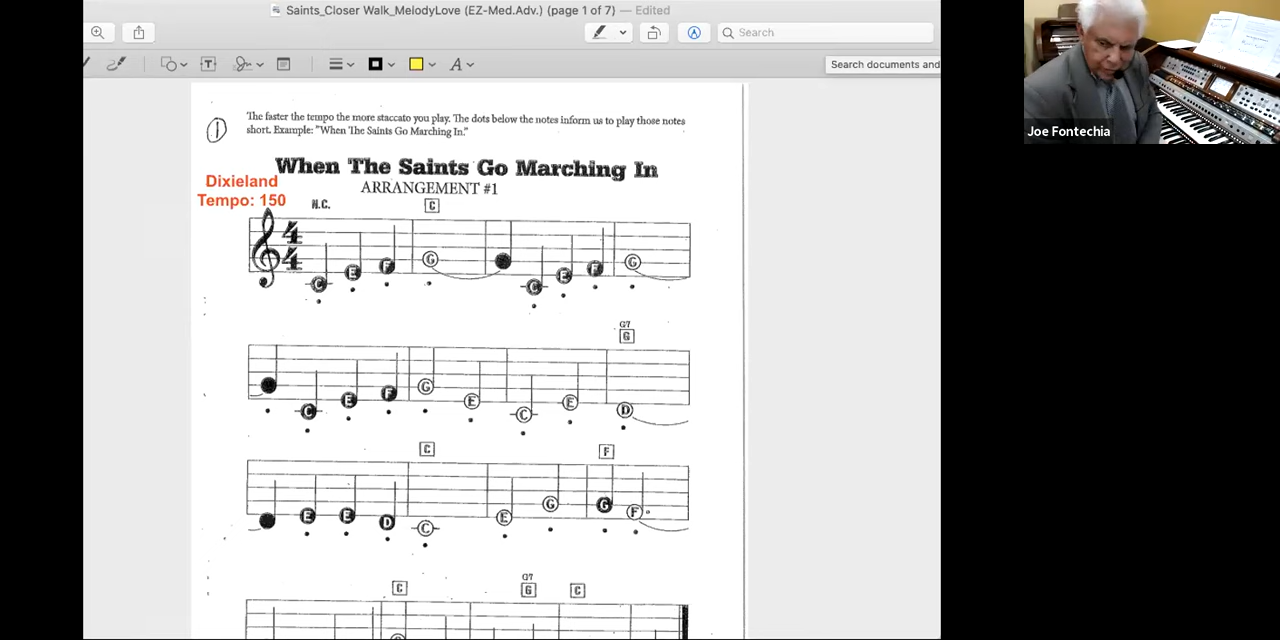 Saints_Closer Walk_MelodyLove (EZ-Med.Adv.) (page 1 of 7) — Edited
Search
Search documents and
Joe Fontechia
1
The faster the tempo the more staccato you play. The dots below the notes inform us to play those notes
short. Example: "When The Saints Go Marching In."
When The Saints Go Marching In
ARRANGEMENT #1
Dixieland
Tempo: 150
N.C. C
4
4
C E F G C E F G
G7
G
C E F G E C E D
C F
E E D C E G G F
G7
C G C